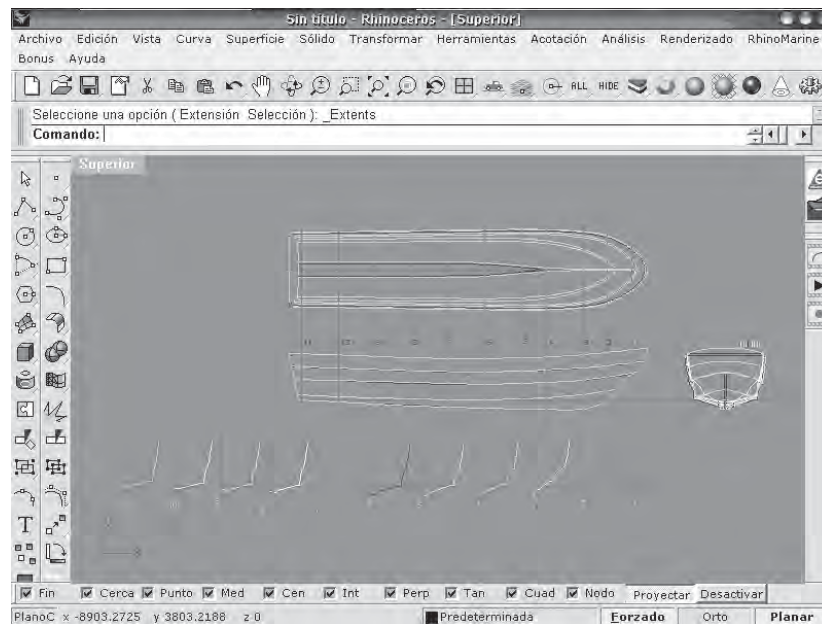 Sin título - Rhinoceros - [Superior]
Archivo Edición Vista Curva Superficie Sólido Transformar Herramientas Acotación Análisis Renderizado RhinoMarine
Bonus Ayuda
ALL HIDE
Seleccione una opción ( Extensión Selección ): _Extents
Comando:
Superior
T
Fin Cerca Punto Med Cen Int Perp Tan Cuad Nodo Proyectar Desactivar
PlanoC x -8903.2725 y 3803.2188 z 0 Predeterminada Forzado Orto Planar